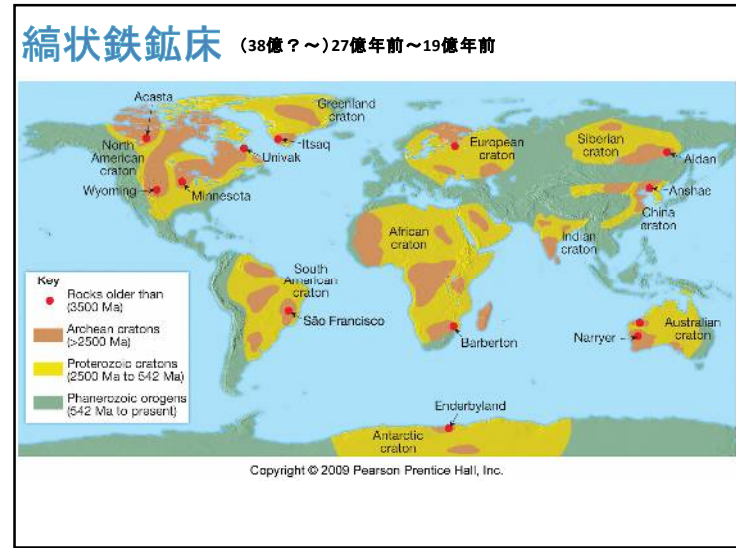 縞状鉄鉱床 (38億？～)27億年前～19億年前
Acasta
Greenland
craton
North
American
craton
Itsaq
Univak
Wyoming
Minnesota
European
craton
Siberian
craton
Aldan
Anshae
China
craton
Indian
craton
African
craton
South
American
craton
São Francisco
Barberton
Narryer
Australian
craton
Enderbyland
Antarctic
craton
Key
Rocks older than
(3500 Ma)
Archean cratons
(>2500 Ma)
Proterozoic cratons
(2500 Ma to 542 Ma)
Phanerozoic orogens
(542 Ma to present)
Copyright © 2009 Pearson Prentice Hall, Inc.